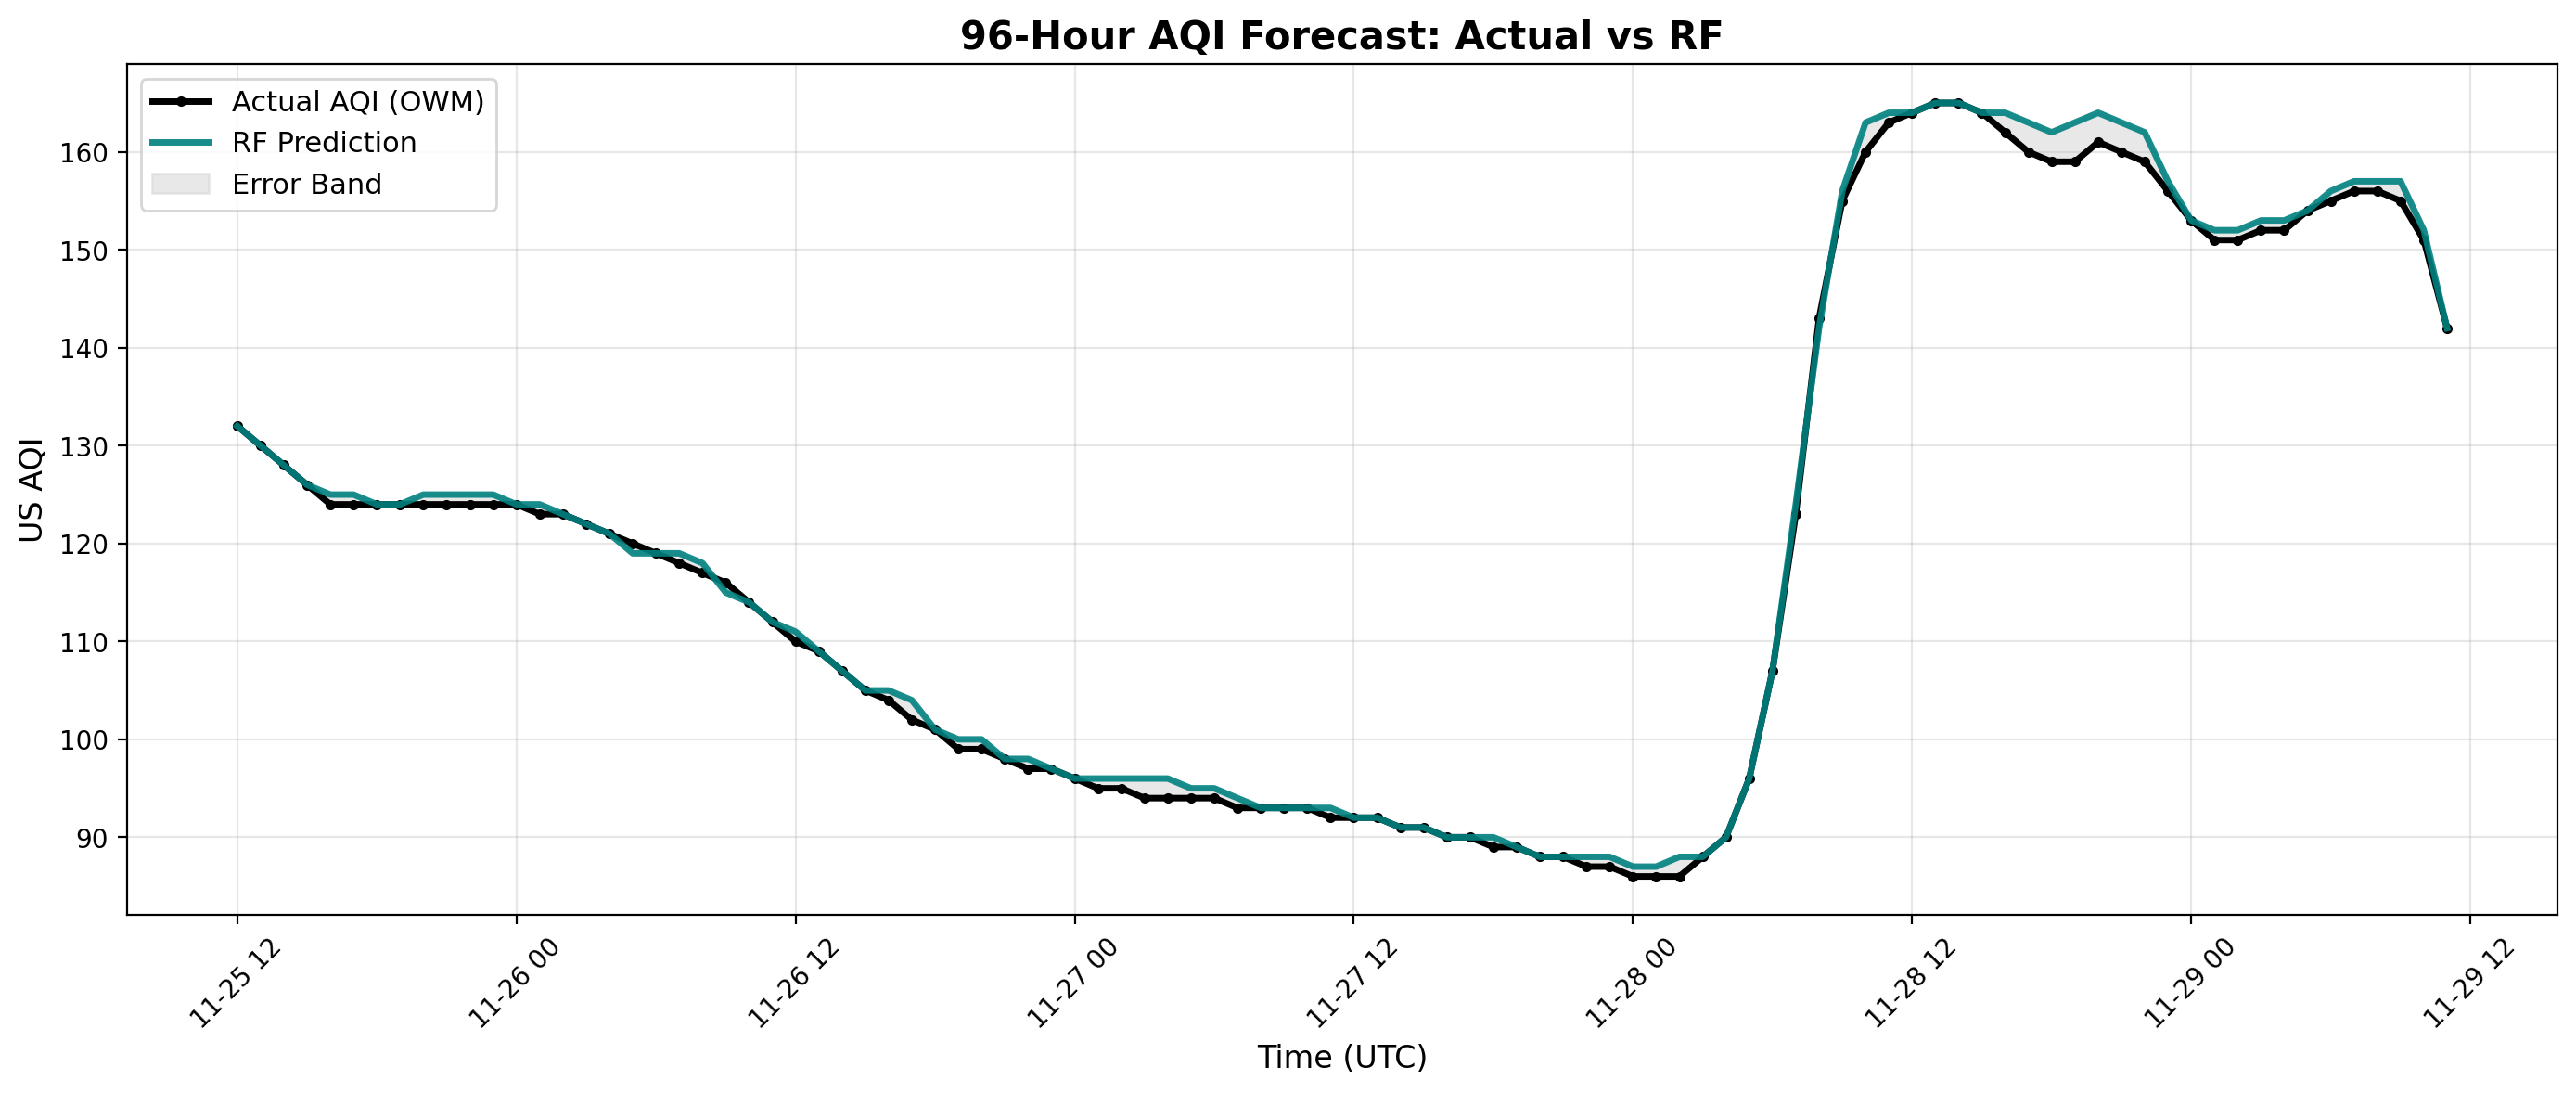 96-Hour AQI Forecast: Actual vs RF
Actual AQI (OWM)
RF Prediction
Error Band
US AQI
160
150
140
130
120
110
100
90
11-25 12
11-26 00
11-26 12
11-27 00
11-27 12
11-28 00
11-28 12
11-29 00
11-29 12
Time (UTC)